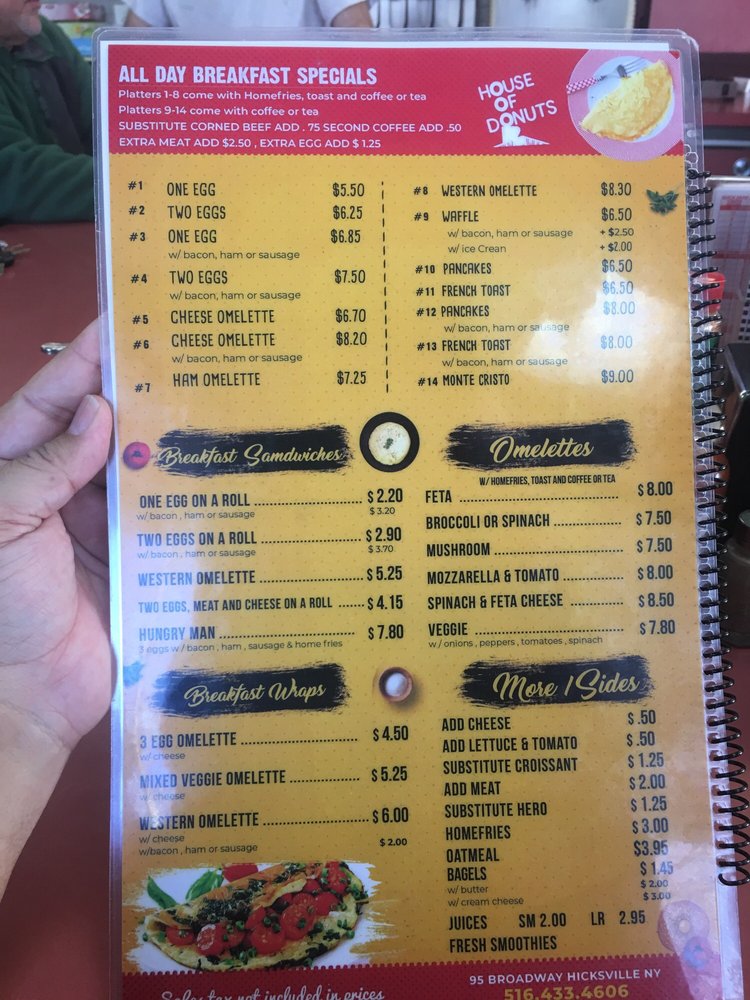 ALL DAY BREAKFAST SPECIALS
Platters 1-8 come with Homefries, toast and coffee or tea
Platters 9-14 come with coffee or tea
SUBSTITUTE CORNED BEEF ADD . 75 SECOND COFFEE ADD .50
EXTRA MEAT ADD $2.50 , EXTRA EGG ADD $ 1.25
HOUSE
OF
DONUTS
#1 ONE EGG $5.50
#2 TWO EGGS $6.25
#3 ONE EGG $6.85
w/ bacon, ham or sausage
#4 TWO EGGS $7.50
w/ bacon, ham or sausage
#5 CHEESE OMELETTE $6.70
#6 CHEESE OMELETTE $8.20
w/ bacon, ham or sausage
#7 HAM OMELETTE $7.25
#8 WESTERN OMELETTE $8.30
#9 WAFFLE $6.50
w/ bacon, ham or sausage + $2.50
w/ ice Crean + $2.00
#10 PANCAKES $6.50
#11 FRENCH TOAST $6.50
#12 PANCAKES $8.00
w/ bacon, ham or sausage
#13 FRENCH TOAST $8.00
w/ bacon, ham or sausage
#14 MONTE CRISTO $9.00
Breakfast Samdwiches
ONE EGG ON A ROLL ........................ $ 2.20
w/ bacon , ham or sausage $ 3.20
TWO EGGS ON A ROLL ........................ $ 2.90
w/ bacon , ham or sausage $ 3.70
WESTERN OMELETTE ........................ $ 5.25
TWO EGGS, MEAT AND CHEESE ON A ROLL ....... $ 4.15
HUNGRY MAN ........................ $ 7.80
3 eggs w / bacon , ham , sausage & home fries
Omelettes
W/ HOMEFRIES, TOAST AND COFFEE OR TEA
FETA ........................ $ 8.00
BROCCOLI OR SPINACH ................ $ 7.50
MUSHROOM ........................ $ 7.50
MOZZARELLA & TOMATO ............... $ 8.00
SPINACH & FETA CHEESE ............. $ 8.50
VEGGIE ........................ $ 7.80
w / onions , peppers , tomatoes , spinach
Breakfast Wraps
3 EGG OMELETTE ........................ $ 4.50
w/ cheese
MIXED VEGGIE OMELETTE ................ $ 5.25
w/ cheese
WESTERN OMELETTE ........................ $ 6.00
w/ cheese
w/bacon , ham or sausage $ 2.00
More / Sides
ADD CHEESE $ .50
ADD LETTUCE & TOMATO $ .50
SUBSTITUTE CROISSANT $ 1.25
ADD MEAT $ 2.00
SUBSTITUTE HERO $ 1.25
HOMEFRIES $ 3.00
OATMEAL $3.95
BAGELS $ 1.45
w/ butter $ 2.00
w/ cream cheese $ 3.00
JUICES SM 2.00 LR 2.95
FRESH SMOOTHIES
Sales tax not included in prices
95 BROADWAY HICKSVILLE NY
516.433.4606